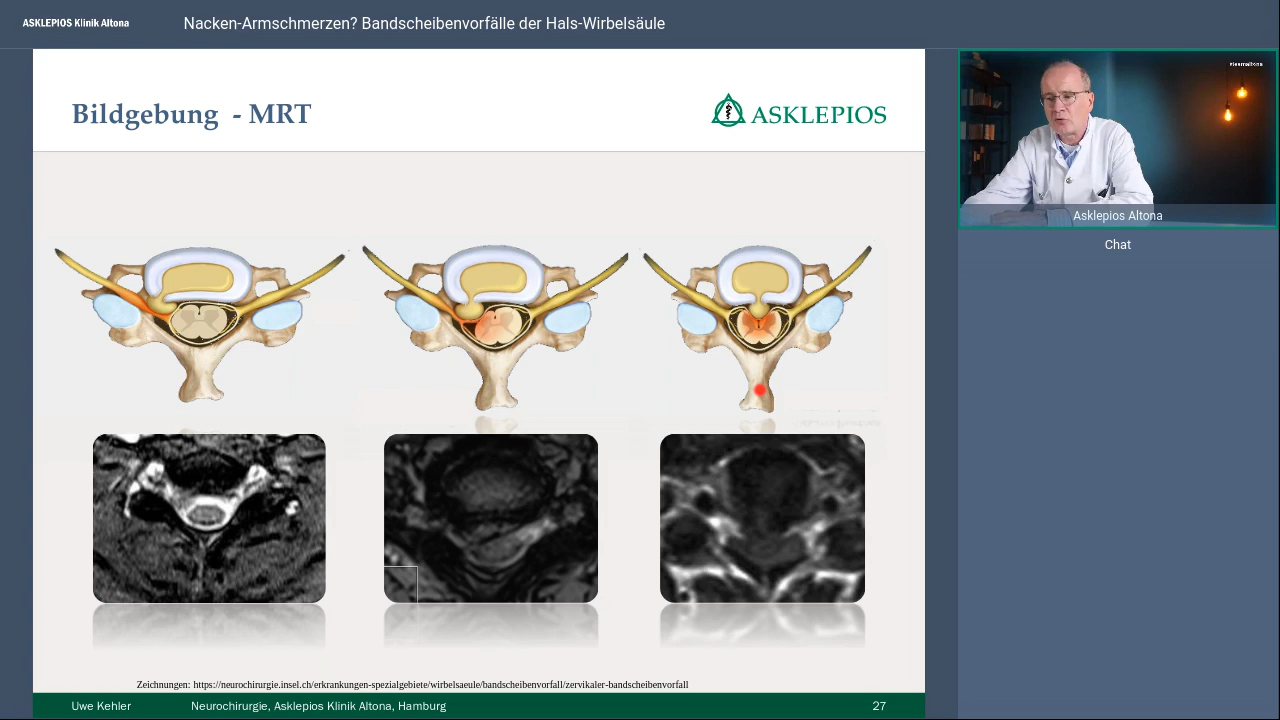 ASKLEPIOS Klinik Altona
Nacken-Armschmerzen? Bandscheibenvorfälle der Hals-Wirbelsäule
Bildgebung - MRT
ASKLEPIOS
#teamaltona
Asklepios Altona
Chat
Zeichnungen: https://neurochirurgie.insel.ch/erkrankungen-spezialgebiete/wirbelsaeule/bandscheibenvorfall/zervikaler-bandscheibenvorfall
Uwe Kehler
Neurochirurgie, Asklepios Klinik Altona, Hamburg
27